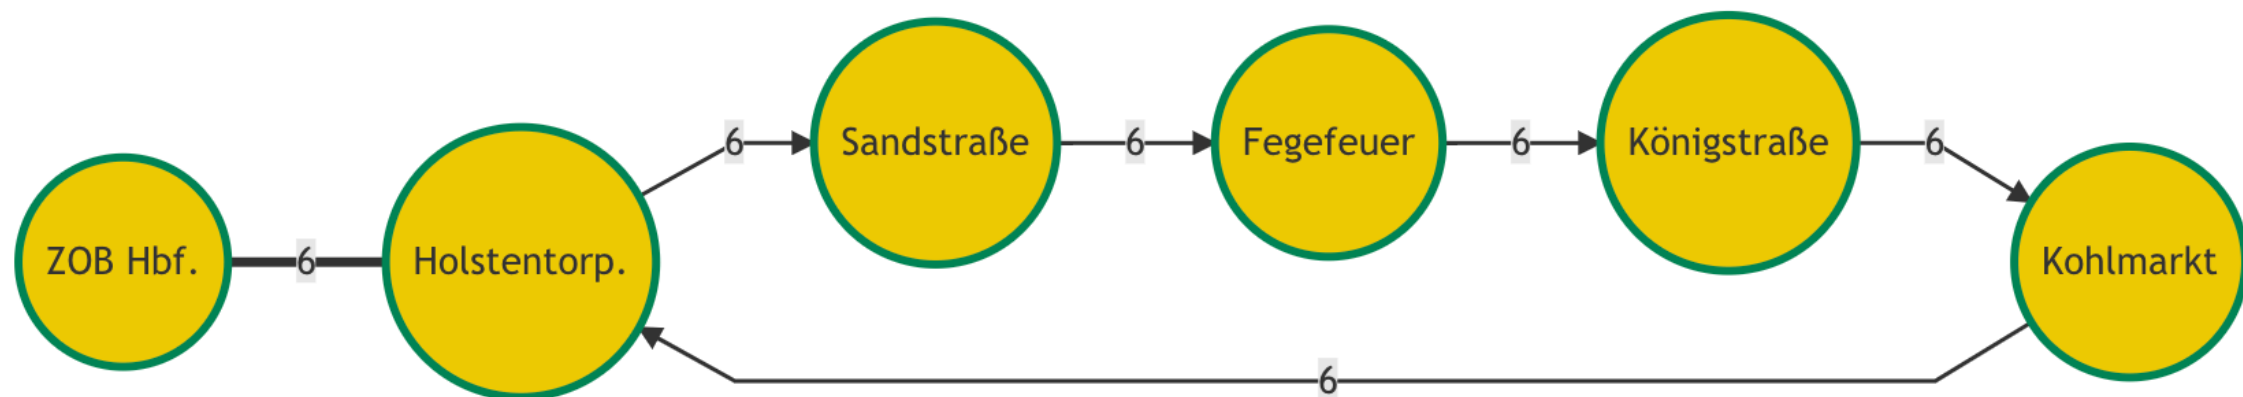 ZOB Hbf.
6
Holstentorp.
6
Sandstraße
6
Fegefeuer
6
Königstraße
6
Kohlmarkt
6